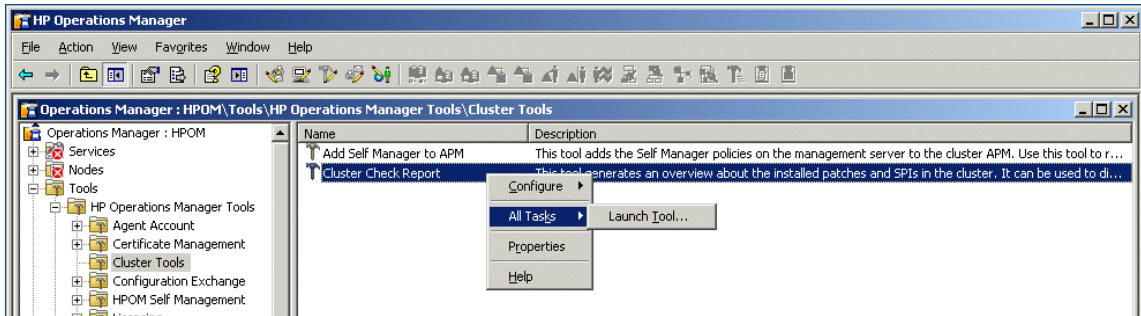 HP Operations Manager
File Action View Favorites Window Help
Operations Manager : HPOM\Tools\HP Operations Manager Tools\Cluster Tools
Operations Manager : HPOM
Services
Nodes
Tools
HP Operations Manager Tools
Agent Account
Certificate Management
Cluster Tools
Configuration Exchange
HPOM Self Management
Name Description
Add Self Manager to APM This tool adds the Self Manager policies on the management server to the cluster APM. Use this tool to r...
Cluster Check Report This tool generates an overview about the installed patches and SPIs in the cluster. It can be used to di...
Configure
All Tasks Launch Tool...
Properties
Help